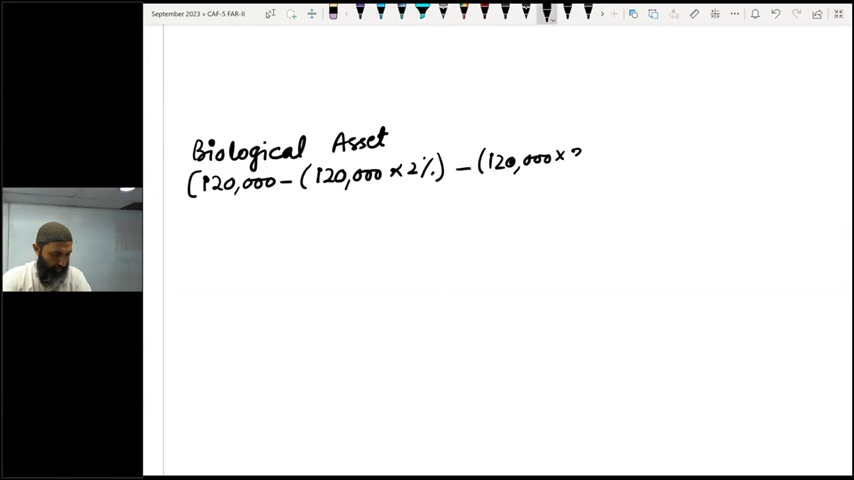 September 2023 » CAF-5 FAR-II
Biological Asset
[120,000 - (120,000 × 2%) - (120,000 ×